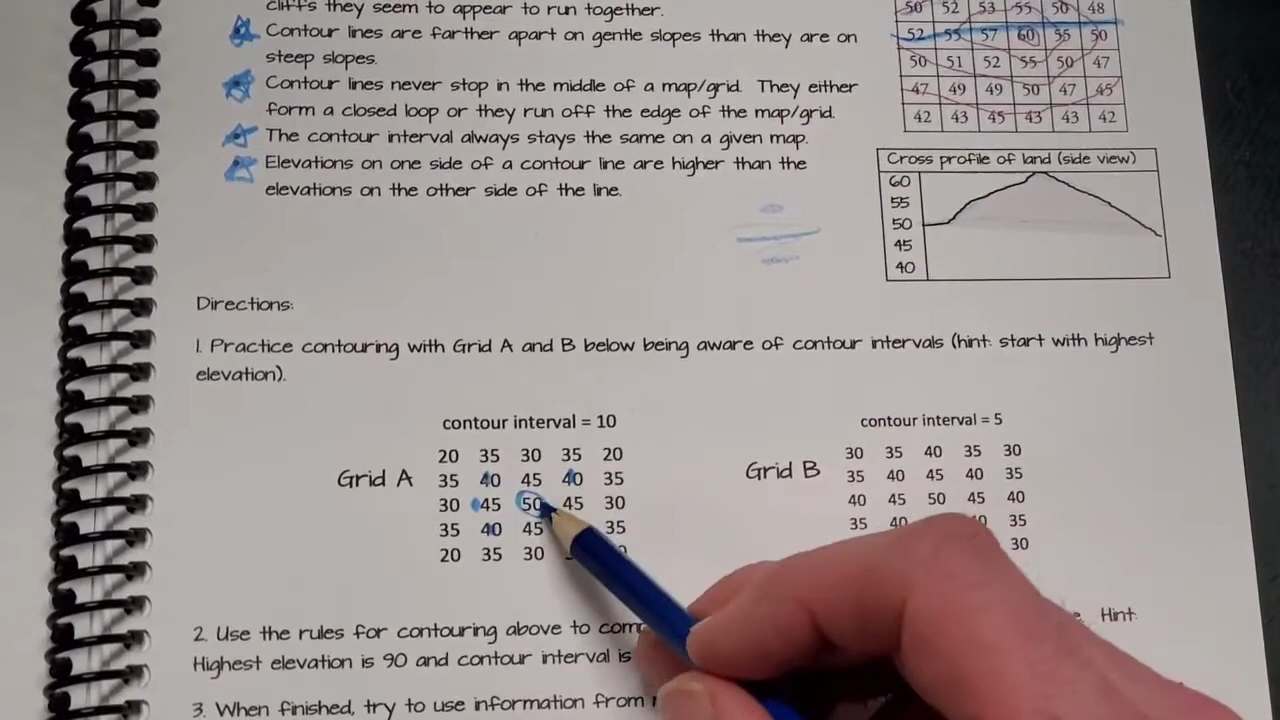 cliffs they seem to appear to run together.
Contour lines are farther apart on gentle slopes than they are on
steep slopes.
Contour lines never stop in the middle of a map/grid. They either
form a closed loop or they run off the edge of the map/grid.
The contour interval always stays the same on a given map.
Elevations on one side of a contour line are higher than the
elevations on the other side of the line.
50 52 53 55 50 48
52 55 57 60 55 50
50 51 52 55 50 47
47 49 49 50 47 45
42 43 45 43 43 42
Cross profile of land (side view)
60
55
50
45
40
Directions:
1. Practice contouring with Grid A and B below being aware of contour intervals (hint: start with highest
elevation).
contour interval = 10
Grid A
20 35 30 35 20
35 40 45 40 35
30 45 50 45 30
35 40 45 35
20 35 30
contour interval = 5
Grid B
30 35 40 35 30
35 40 45 40 35
40 45 50 45 40
35 40 35
30
2. Use the rules for contouring above to Hint:
Highest elevation is 90 and contour interval is
3. When finished, try to use information from